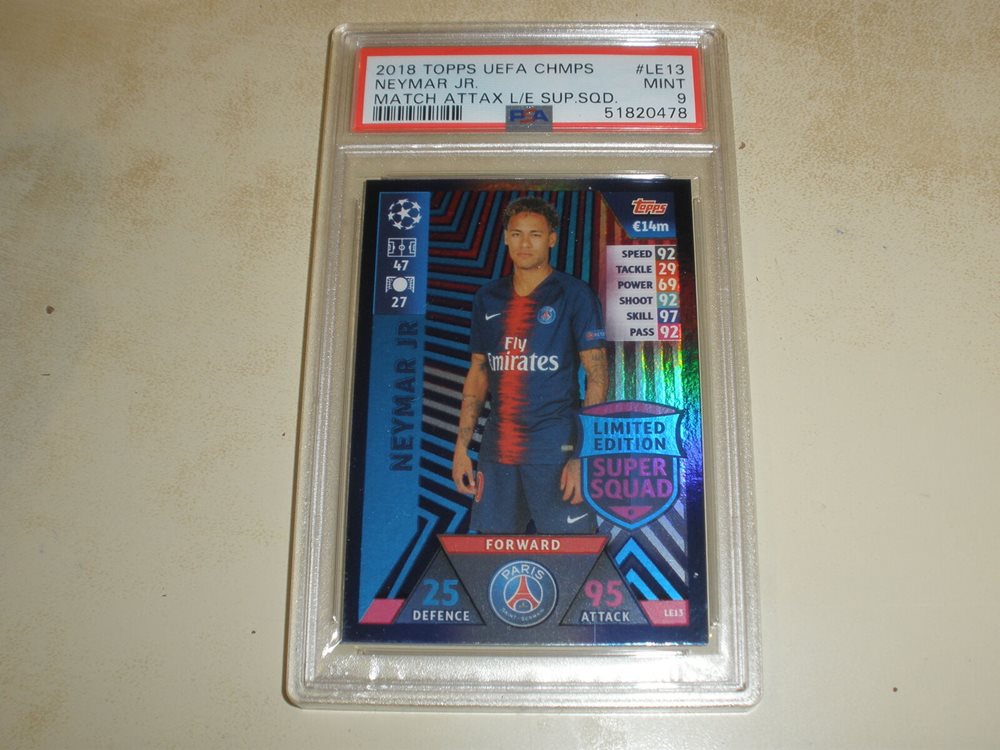 2018 TOPPS UEFA CHMPS #LE13
NEYMAR JR. MINT
MATCH ATTAX L/E SUP.SQD. 9
PSA 51820478
topps
€14m
47
27
SPEED 92
TACKLE 29
POWER 69
SHOOT 92
SKILL 97
PASS 92
NEYMAR JR
Fly
Emirates
LIMITED
EDITION
SUPER
SQUAD
FORWARD
25
DEFENCE
PARIS
SAINT-GERMAIN
95
ATTACK
LE13